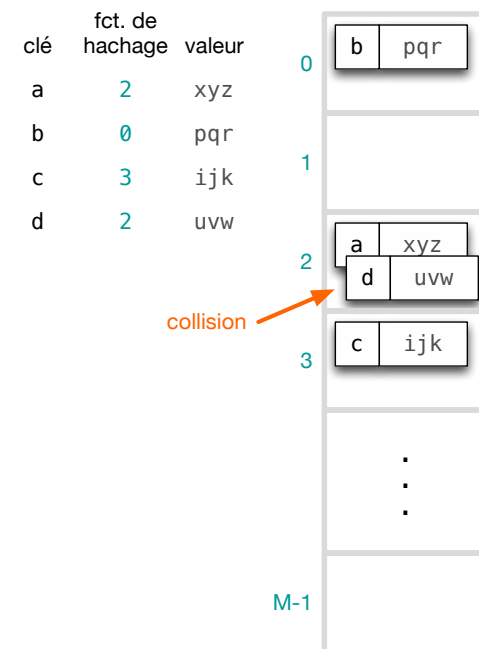 clé fct. de hachage valeur
a 2 xyz
b 0 pqr
c 3 ijk
d 2 uvw
0 b pqr
1
2 a xyz
d uvw
collision
3 c ijk
.
.
.
M-1